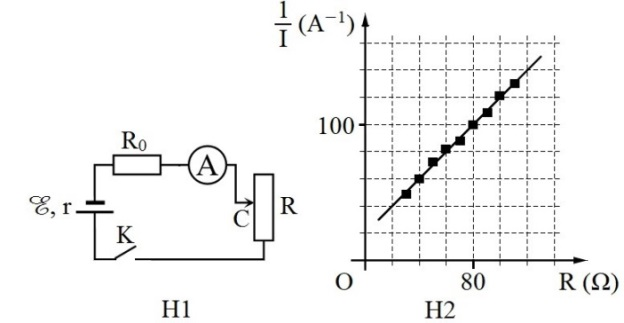 R₀
A
ℰ, r
C
R
K
H1
1/I (A⁻¹)
100
O
80
R (Ω)
H2